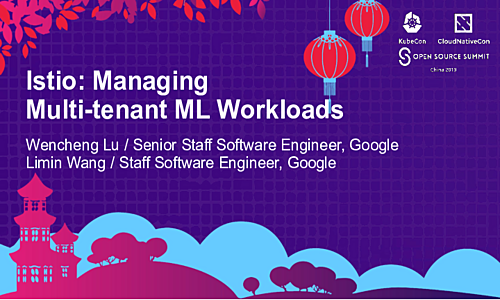 Istio: Managing
Multi-tenant ML Workloads
Wencheng Lu / Senior Staff Software Engineer, Google
Limin Wang / Staff Software Engineer, Google
KubeCon CloudNativeCon
OPEN SOURCE SUMMIT
China 2019